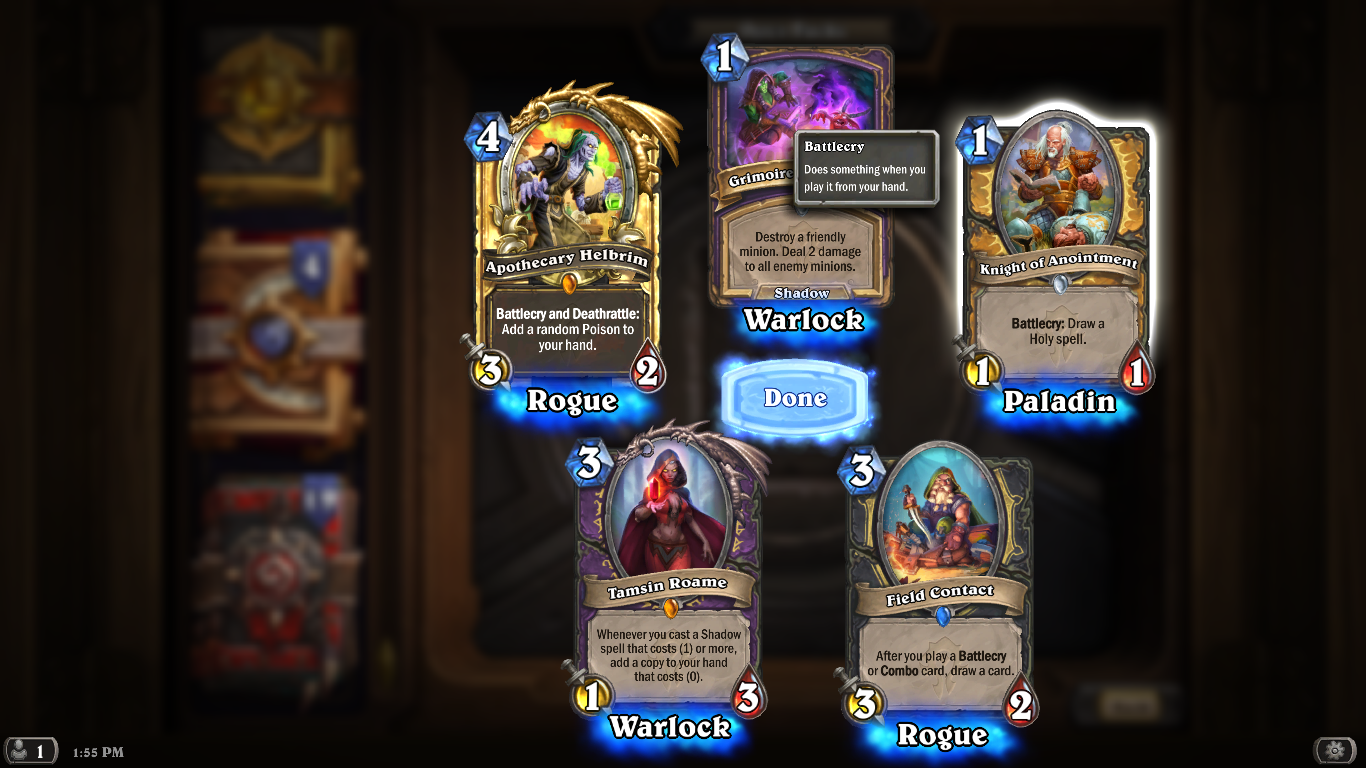 4
Apothecary Helbrim
Battlecry and Deathrattle:
Add a random Poison to
your hand.
3
2
Rogue
1
Grimoire
Destroy a friendly
minion. Deal 2 damage
to all enemy minions.
Shadow
Warlock
Battlecry
Does something when you
play it from your hand.
1
Knight of Anointment
Battlecry: Draw a
Holy spell.
1
1
Paladin
Done
3
Tamsin Roame
Whenever you cast a Shadow
spell that costs (1) or more,
add a copy to your hand
that costs (0).
1
3
Warlock
3
Field Contact
After you play a Battlecry
or Combo card, draw a card.
3
2
Rogue
4
1
1:55 PM